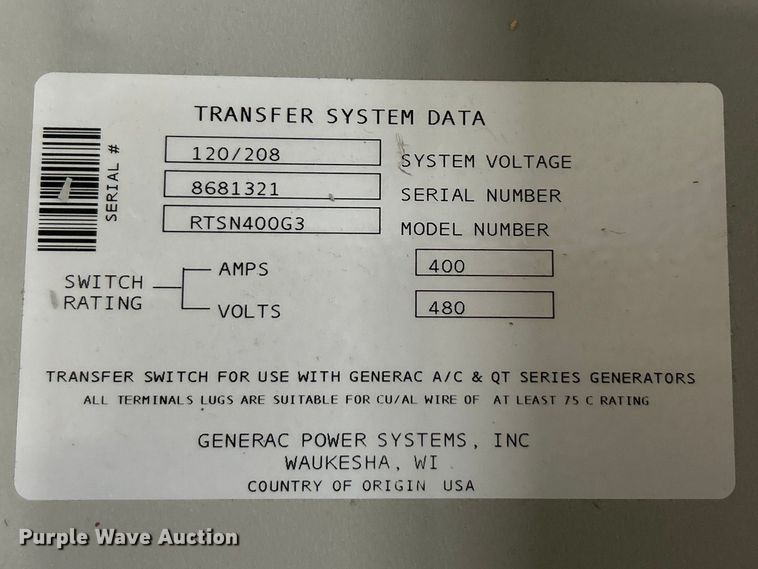 TRANSFER SYSTEM DATA
SERIAL #
120/208 SYSTEM VOLTAGE
8681321 SERIAL NUMBER
RTSN400G3 MODEL NUMBER
SWITCH RATING
AMPS 400
VOLTS 480
TRANSFER SWITCH FOR USE WITH GENERAC A/C & QT SERIES GENERATORS
ALL TERMINALS LUGS ARE SUITABLE FOR CU/AL WIRE OF AT LEAST 75 C RATING
GENERAC POWER SYSTEMS, INC
WAUKESHA, WI
COUNTRY OF ORIGIN USA
Purple Wave Auction